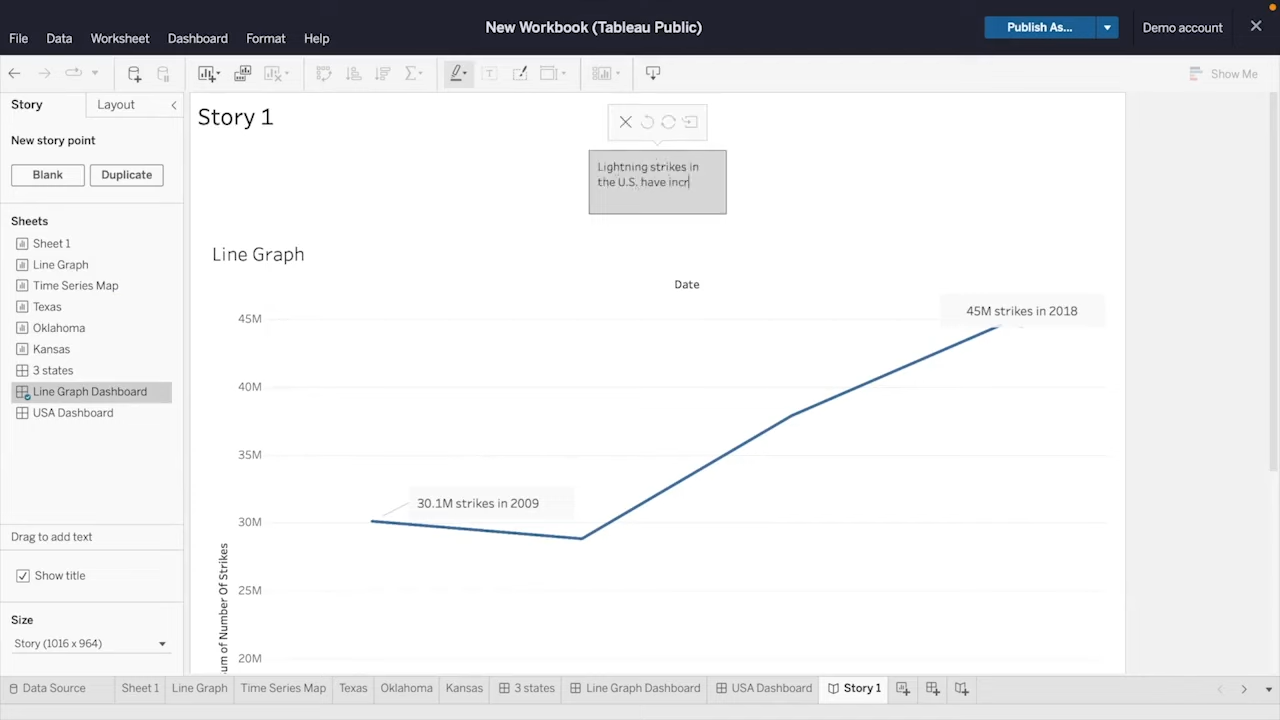 New Workbook (Tableau Public)
Publish As...
Demo account
File
Data
Worksheet
Dashboard
Format
Help
Show Me
Story
Layout
New story point
Blank
Duplicate
Sheets
Sheet 1
Line Graph
Time Series Map
Texas
Oklahoma
Kansas
3 states
Line Graph Dashboard
USA Dashboard
Drag to add text
Show title
Size
Story (1016 x 964)
Story 1
Lightning strikes in
the U.S. have incr
Line Graph
Date
45M
40M
35M
30M
25M
20M
45M strikes in 2018
30.1M strikes in 2009
um of Number Of Strikes
Data Source
Sheet 1
Line Graph
Time Series Map
Texas
Oklahoma
Kansas
3 states
Line Graph Dashboard
USA Dashboard
Story 1